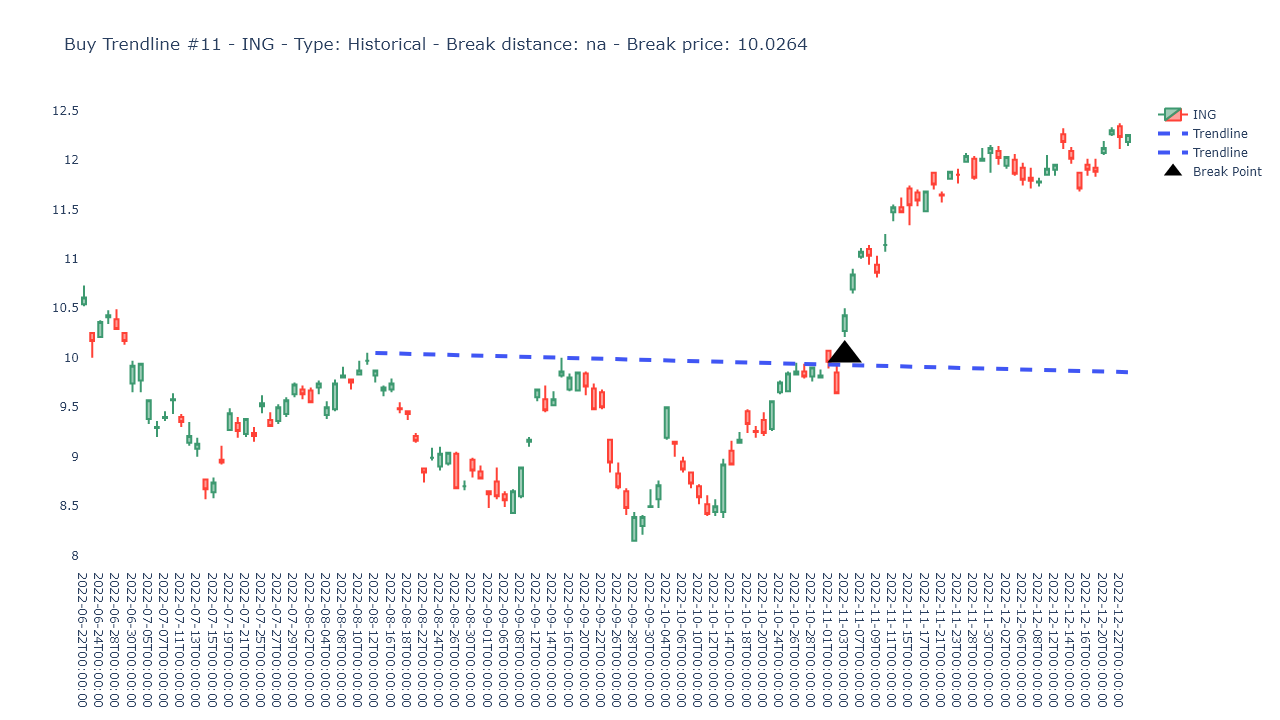 Buy Trendline #11 - ING - Type: Historical - Break distance: na - Break price: 10.0264
12.5
12
11.5
11
10.5
10
9.5
9
8.5
8
ING
Trendline
Trendline
Break Point
2022-06-22T00:00:00
2022-06-24T00:00:00
2022-06-28T00:00:00
2022-06-30T00:00:00
2022-07-05T00:00:00
2022-07-07T00:00:00
2022-07-11T00:00:00
2022-07-13T00:00:00
2022-07-15T00:00:00
2022-07-19T00:00:00
2022-07-21T00:00:00
2022-07-25T00:00:00
2022-07-27T00:00:00
2022-07-29T00:00:00
2022-08-02T00:00:00
2022-08-04T00:00:00
2022-08-08T00:00:00
2022-08-10T00:00:00
2022-08-12T00:00:00
2022-08-16T00:00:00
2022-08-18T00:00:00
2022-08-22T00:00:00
2022-08-24T00:00:00
2022-08-26T00:00:00
2022-08-30T00:00:00
2022-09-01T00:00:00
2022-09-06T00:00:00
2022-09-08T00:00:00
2022-09-12T00:00:00
2022-09-14T00:00:00
2022-09-16T00:00:00
2022-09-20T00:00:00
2022-09-22T00:00:00
2022-09-26T00:00:00
2022-09-28T00:00:00
2022-09-30T00:00:00
2022-10-04T00:00:00
2022-10-06T00:00:00
2022-10-10T00:00:00
2022-10-12T00:00:00
2022-10-14T00:00:00
2022-10-18T00:00:00
2022-10-20T00:00:00
2022-10-24T00:00:00
2022-10-26T00:00:00
2022-10-28T00:00:00
2022-11-01T00:00:00
2022-11-03T00:00:00
2022-11-07T00:00:00
2022-11-09T00:00:00
2022-11-11T00:00:00
2022-11-15T00:00:00
2022-11-17T00:00:00
2022-11-21T00:00:00
2022-11-23T00:00:00
2022-11-28T00:00:00
2022-11-30T00:00:00
2022-12-02T00:00:00
2022-12-06T00:00:00
2022-12-08T00:00:00
2022-12-12T00:00:00
2022-12-14T00:00:00
2022-12-16T00:00:00
2022-12-20T00:00:00
2022-12-22T00:00:00